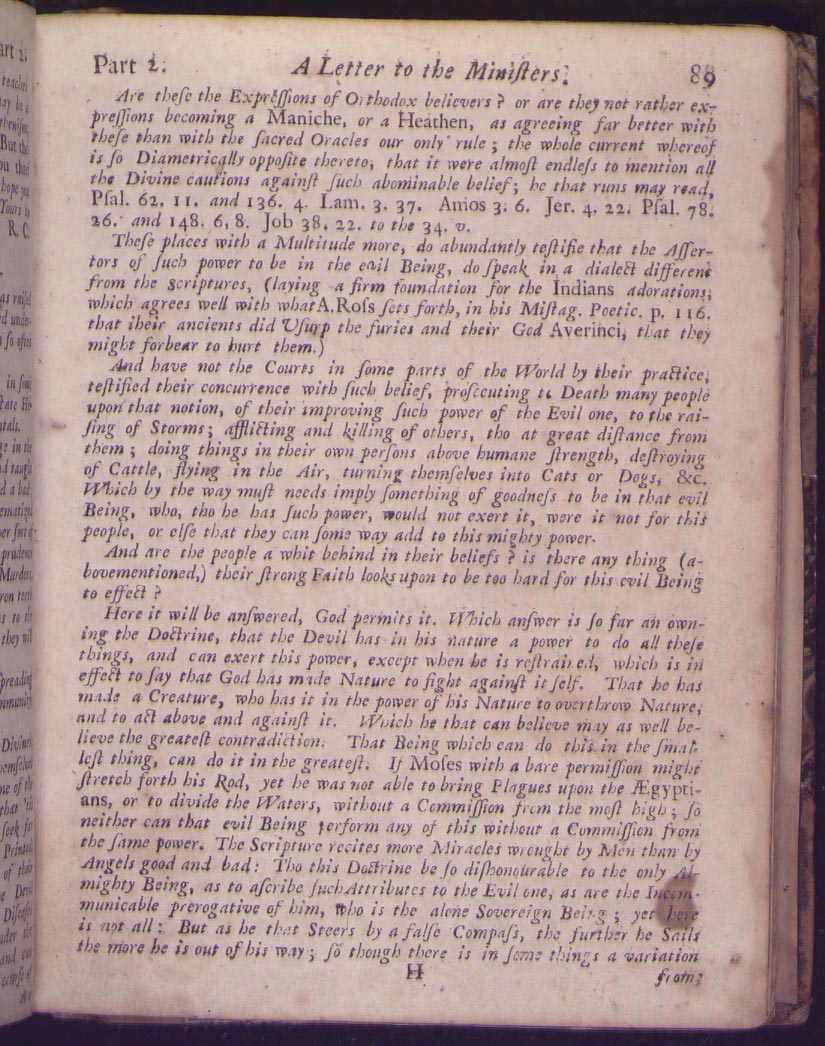 Part 2. A Letter to the Ministers. 89
Are theſe the Expreſſions of Orthodox believers? or are they not rather ex-
preſſions becoming a Maniche, or a Heathen, as agreeing far better with
theſe than with the ſacred Oracles our only rule; the whole current whereof
is ſo Diametrically oppoſite thereto, that it were almoſt endleſs to mention all
the Divine cautions againſt ſuch abominable belief; he that runs may read,
Pſal. 62. 11. and 136. 4. Lam. 3. 37. Amos 3. 6. Jer. 4. 22. Pſal. 78.
26. and 148. 6, 8. Job 38. 22. to the 34. v.
Theſe places with a Multitude more, do abundantly teſtifie that the Aſſer-
tors of ſuch power to be in the evil Being, do ſpeak in a dialect different
from the ſcriptures, (laying a firm foundation for the Indians adorations,
which agrees well with what A. Roſs ſets forth, in his Miſtag. Poetic. p. 116.
that their ancients did Uſurp the furies and their God Averinci, that they
might forbear to hurt them.)
And have not the Courts in ſome parts of the World by their practice,
teſtified their concurrence with ſuch belief, proſecuting to Death many people
upon that notion, of their improving ſuch power of the Evil one, to the rai-
ſing of Storms; afflicting and killing of others, tho at great diſtance from
them; doing things in their own perſons above humane ſtrength, deſtroying
of Cattle, flying in the Air, turning themſelves into Cats or Dogs, &c.
Which by the way muſt needs imply ſomething of goodneſs to be in that evil
Being, who, tho he has ſuch power, would not exert it, were it not for this
people, or elſe that they can ſome way add to this mighty power.
And are the people a whit behind in their beliefs? is there any thing (a-
bovementioned,) their ſtrong Faith looks upon to be too hard for this evil Being
to effect?
Here it will be anſwered, God permits it. Which anſwer is ſo far an own-
ing the Doctrine, that the Devil has in his nature a power to do all theſe
things, and can exert this power, except when he is reſtrained, which is in
effect to ſay that God has made Nature to fight againſt it ſelf. That he has
made a Creature, who has it in the power of his Nature to overthrow Nature,
and to act above and againſt it. Which he that can believe may as well be-
lieve the greateſt contradiction. That Being which can do this in the ſmal-
leſt thing, can do it in the greateſt. If Moſes with a bare permiſſion might
ſtretch forth his Rod, yet he was not able to bring Plagues upon the Ægypti-
ans, or to divide the Waters, without a Commiſſion from the moſt high; ſo
neither can that evil Being perform any of this without a Commiſſion from
the ſame power. The Scripture recites more Miracles wrought by Men than by
Angels good and bad: Tho this Doctrine be ſo diſhonourable to the only Al-
mighty Being, as to aſcribe ſuch Attributes to the Evil one, as are the Incom-
municable prerogative of him, who is the alone Sovereign Being; yet here
is not all: But as he that Steers by a falſe Compaſs, the further he Sails
the more he is out of his way; ſo though there is in ſome things a variation
H from